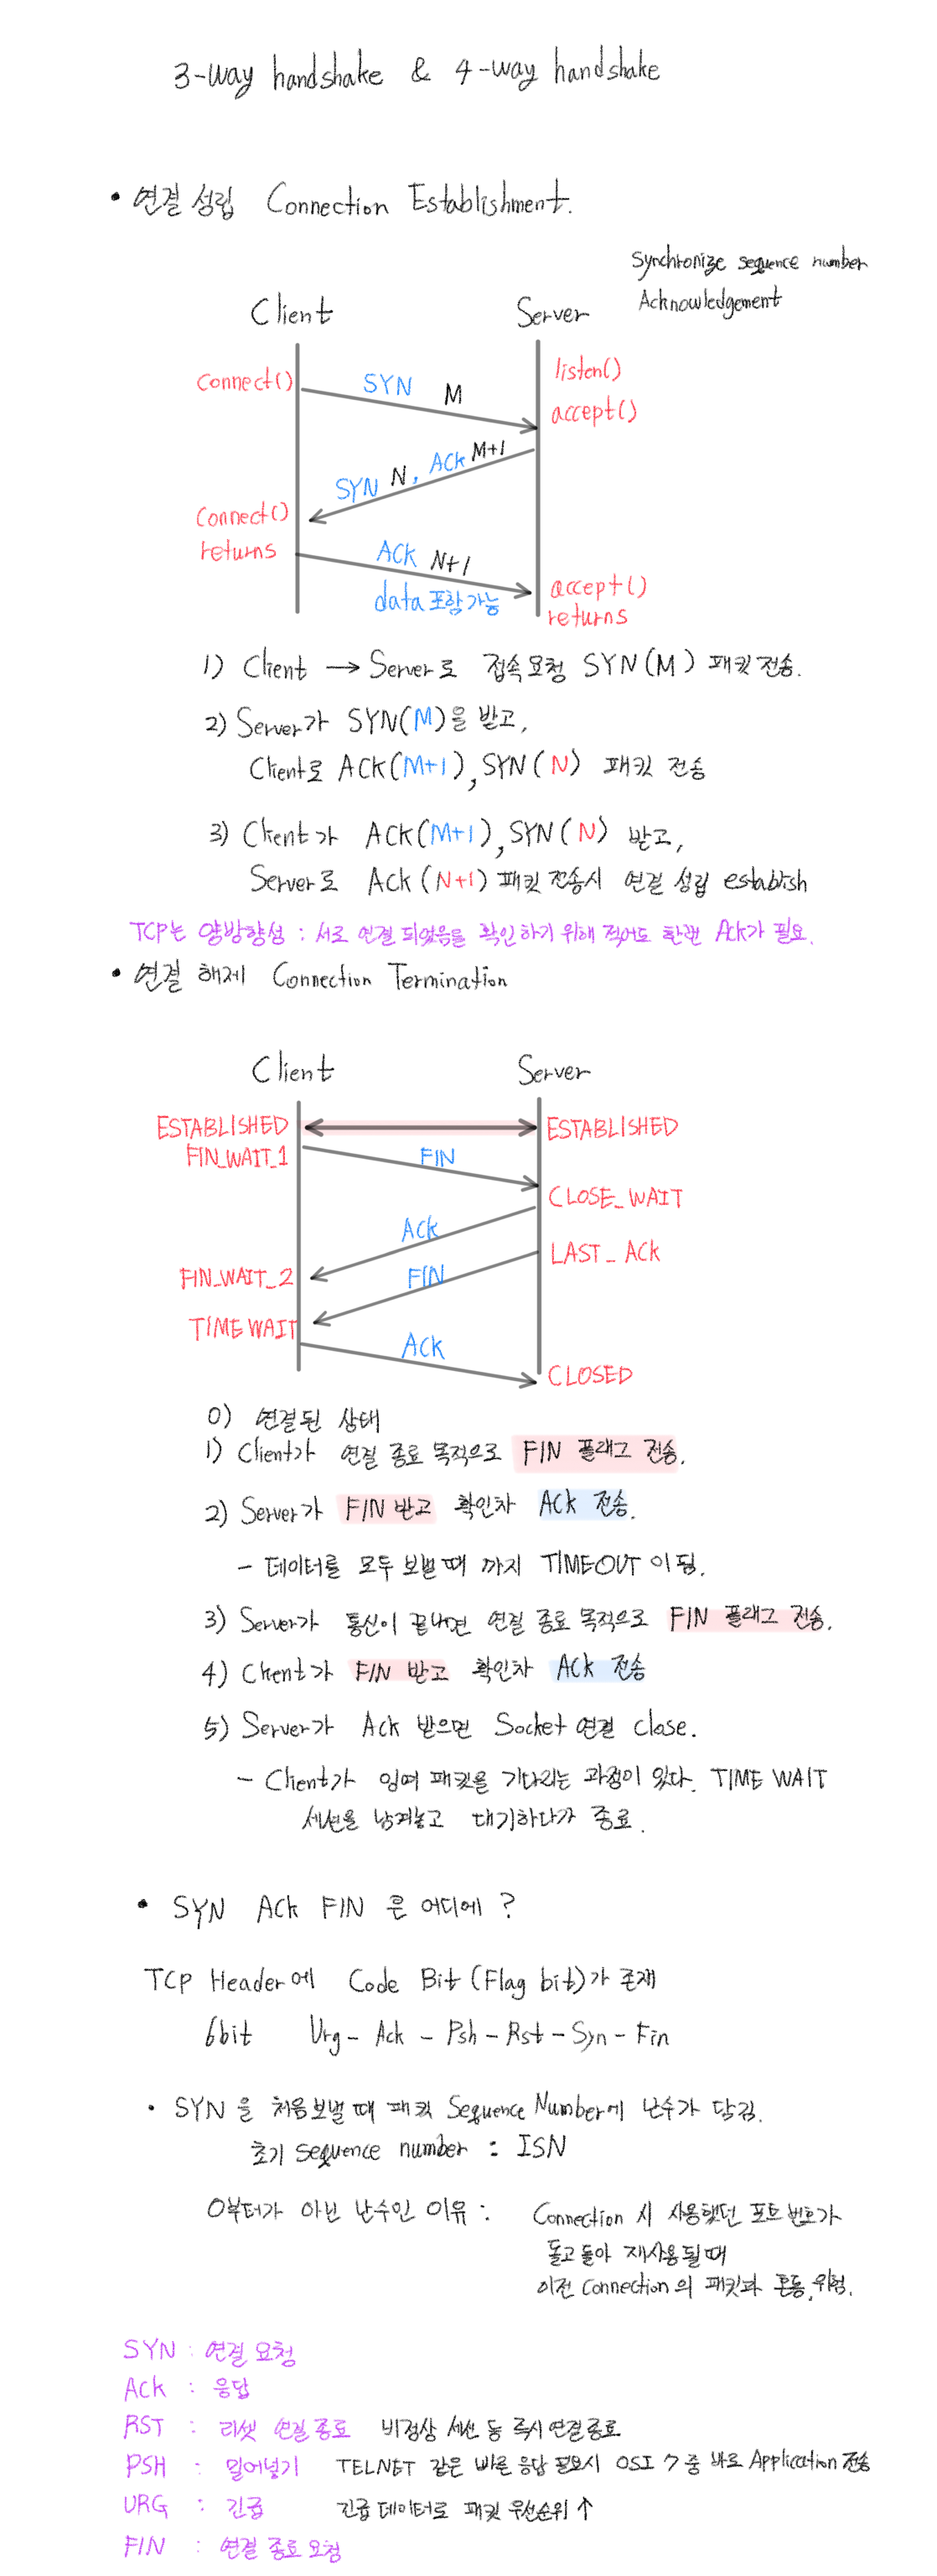 3-way handshake & 4-way handshake
• 연결 성립 Connection Establishment.
Synchronize sequence number
Acknowledgement
Client Server
connect() SYN M listen()
accept()
SYN N, ACK M+1
connect()
returns
ACK N+1
data 포함 가능
accept()
returns
1) Client → Server로 접속요청 SYN(M) 패킷 전송.
2) Server가 SYN(M)을 받고,
Client로 ACK(M+1), SYN(N) 패킷 전송
3) Client가 ACK(M+1), SYN(N) 받고,
Server로 ACK(N+1) 패킷 전송시 연결 성립 establish
TCP는 양방향성 : 서로 연결 되었음을 확인하기 위해 적어도 한번 Ack가 필요.
• 연결 해제 Connection Termination
Client Server
ESTABLISHED ESTABLISHED
FIN_WAIT_1 FIN
CLOSE_WAIT
Ack
LAST_ACK
FIN_WAIT_2 FIN
TIME WAIT
ACK
CLOSED
0) 연결된 상태
1) Client가 연결 종료 목적으로 FIN 플래그 전송.
2) Server가 FIN 받고 확인차 ACK 전송.
- 데이터를 모두 보낼때 까지 TIMEOUT 이 됨.
3) Server가 통신이 끝나면 연결 종료 목적으로 FIN 플래그 전송.
4) Client가 FIN 받고 확인차 ACK 전송
5) Server가 Ack 받으면 Socket 연결 close.
- Client가 잉여 패킷을 기다리는 과정이 있다. TIME WAIT
세션을 남겨놓고 대기하다가 종료.
• SYN ACK FIN 은 어디에 ?
TCP Header에 Code Bit (Flag bit)가 존재
6bit Urg - Ack - Psh - Rst - Syn - Fin
• SYN 을 처음보낼 때 패킷 Sequence Number에 난수가 담김.
초기 sequence number : ISN
0부터가 아닌 난수인 이유 : Connection 시 사용했던 포트 번호가
돌고 돌아 재사용 될때
이전 Connection의 패킷과 혼동, 위험.
SYN : 연결 요청
Ack : 응답
RST : 리셋 연결 종료 비정상 세션 등 즉시 연결종료
PSH : 밀어넣기 TELNET 같은 빠른 응답 필요시 OSI 7 중 바로 Application 전송
URG : 긴급 긴급 데이터로 패킷 우선순위 ↑
FIN : 연결 종료 요청